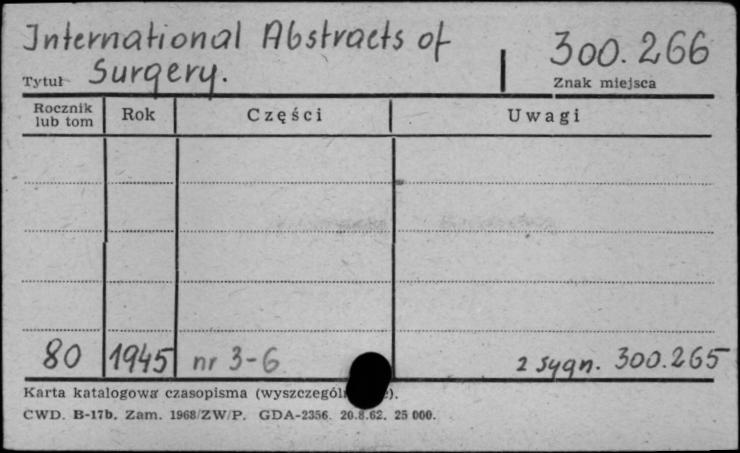 International Abstracts of
300.266
Tytuł Surgery.
Znak miejsca
Rocznik lub tom Rok Części Uwagi
80 1945 nr 3-6 z sygn. 300.265
Karta katalogowa czasopisma
CWD. B-17b. Zam. 1968/ZW/P. GDA-2356. 20.8.62. 25 000.